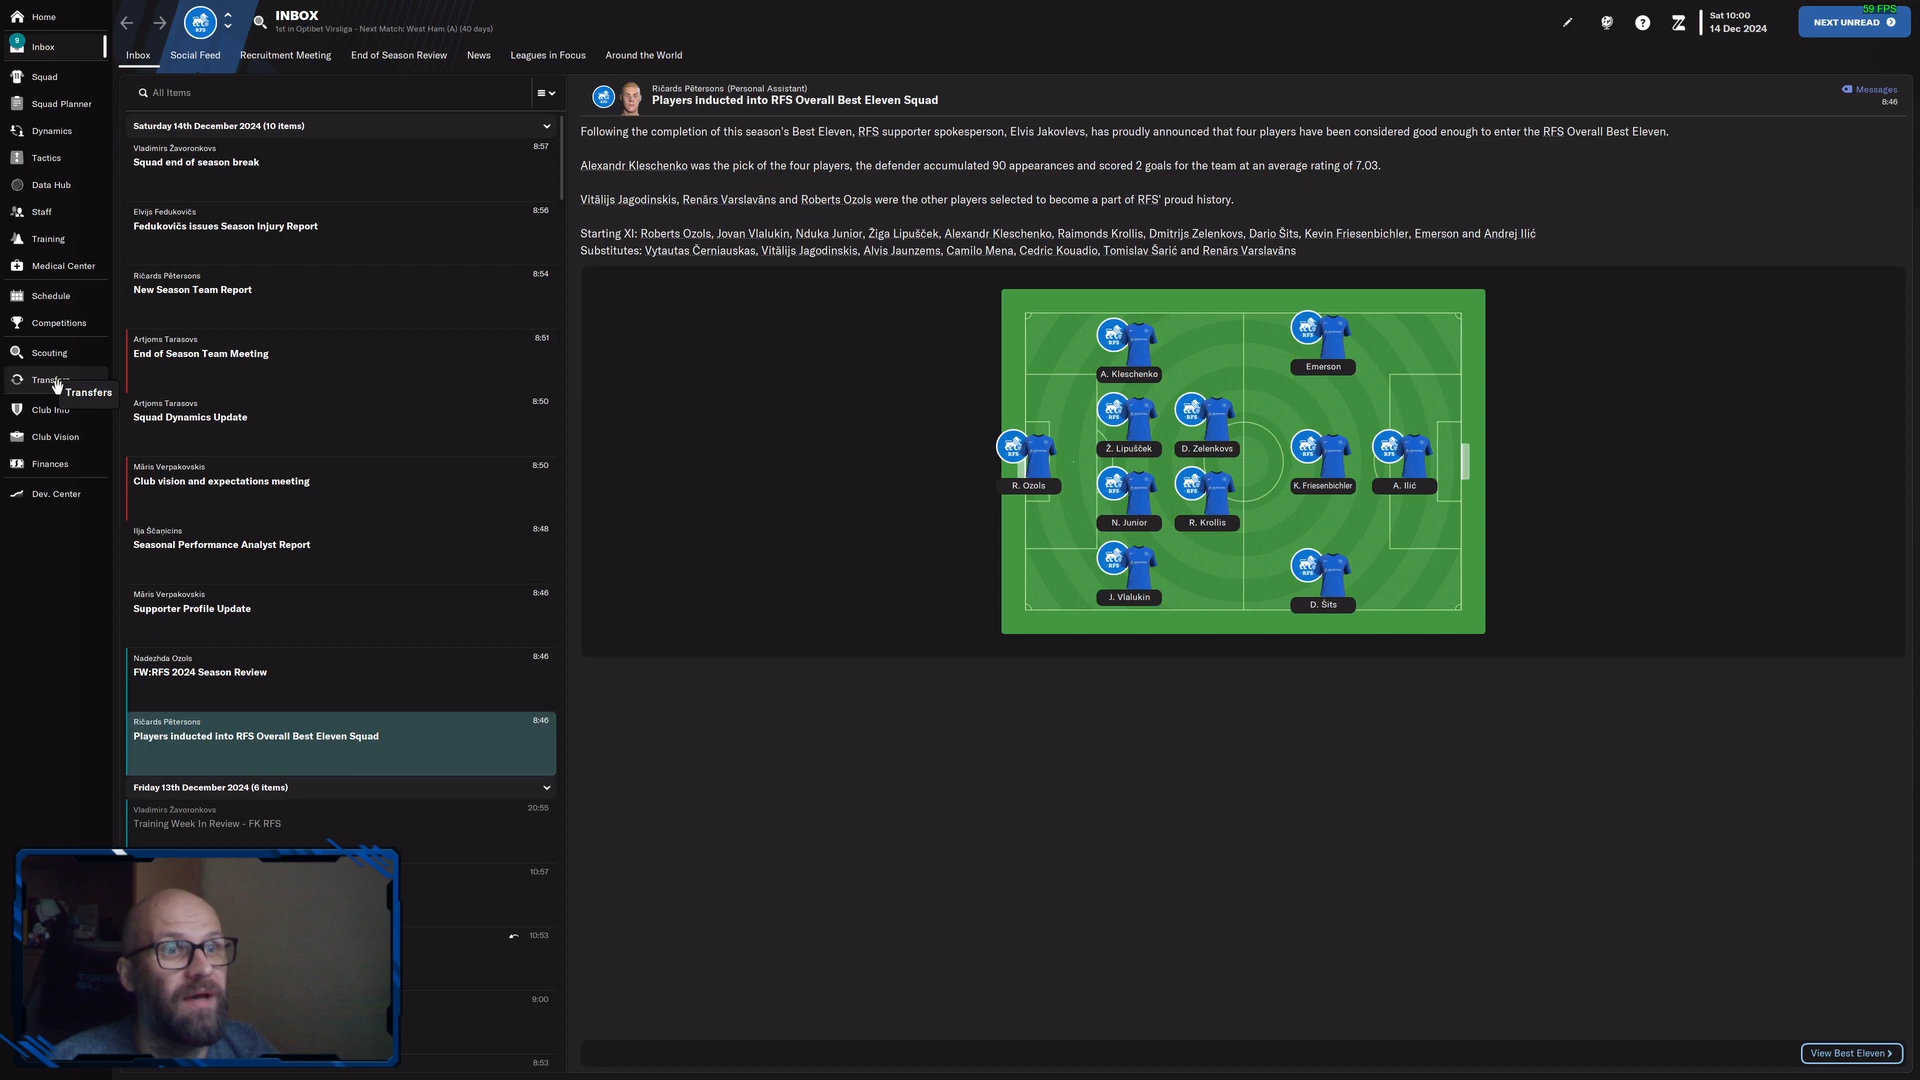 59 FPS
Home
9
Inbox
Squad
Squad Planner
Dynamics
Tactics
Data Hub
Staff
Training
Medical Center
Schedule
Competitions
Scouting
Transfers
Club Info
Club Vision
Finances
Dev. Center
RFS
INBOX
1st in Optibet Virsliga - Next Match: West Ham (A) (40 days)
Sat 10:00
14 Dec 2024
NEXT UNREAD
Inbox
Social Feed
Recruitment Meeting
End of Season Review
News
Leagues in Focus
Around the World
All Items
Saturday 14th December 2024 (10 items)
Vladimirs Žavoronkovs 8:57
Squad end of season break
Elvijs Fedukovičs 8:56
Fedukovičs issues Season Injury Report
Ričards Pētersons 8:54
New Season Team Report
Artjoms Tarasovs 8:51
End of Season Team Meeting
Artjoms Tarasovs 8:50
Squad Dynamics Update
Māris Verpakovskis 8:50
Club vision and expectations meeting
Iļja Ščaņicins 8:48
Seasonal Performance Analyst Report
Māris Verpakovskis 8:46
Supporter Profile Update
Nadezhda Ozols 8:46
FW:RFS 2024 Season Review
Ričards Pētersons 8:46
Players inducted into RFS Overall Best Eleven Squad
Friday 13th December 2024 (6 items)
Vladimirs Žavoronkovs 20:55
Training Week In Review - FK RFS
10:57
10:53
9:00
8:53
Ričards Pētersons (Personal Assistant)
Players inducted into RFS Overall Best Eleven Squad
Messages
8:46
Following the completion of this season's Best Eleven, RFS supporter spokesperson, Elvis Jakovlevs, has proudly announced that four players have been considered good enough to enter the RFS Overall Best Eleven.
Alexandr Kleschenko was the pick of the four players, the defender accumulated 90 appearances and scored 2 goals for the team at an average rating of 7.03.
Vitālijs Jagodinskis, Renārs Varslavāns and Roberts Ozols were the other players selected to become a part of RFS' proud history.
Starting XI: Roberts Ozols, Jovan Vlalukin, Nduka Junior, Žiga Lipušček, Alexandr Kleschenko, Raimonds Krollis, Dmitrijs Zelenkovs, Dario Šits, Kevin Friesenbichler, Emerson and Andrej Ilić
Substitutes: Vytautas Černiauskas, Vitālijs Jagodinskis, Alvis Jaunzems, Camilo Mena, Cedric Kouadio, Tomislav Šarić and Renārs Varslavāns
A. Kleschenko
Emerson
Ž. Lipušček
D. Zelenkovs
R. Ozols
K. Friesenbichler
A. Ilić
N. Junior
R. Krollis
J. Vlalukin
D. Šits
Transfers
View Best Eleven